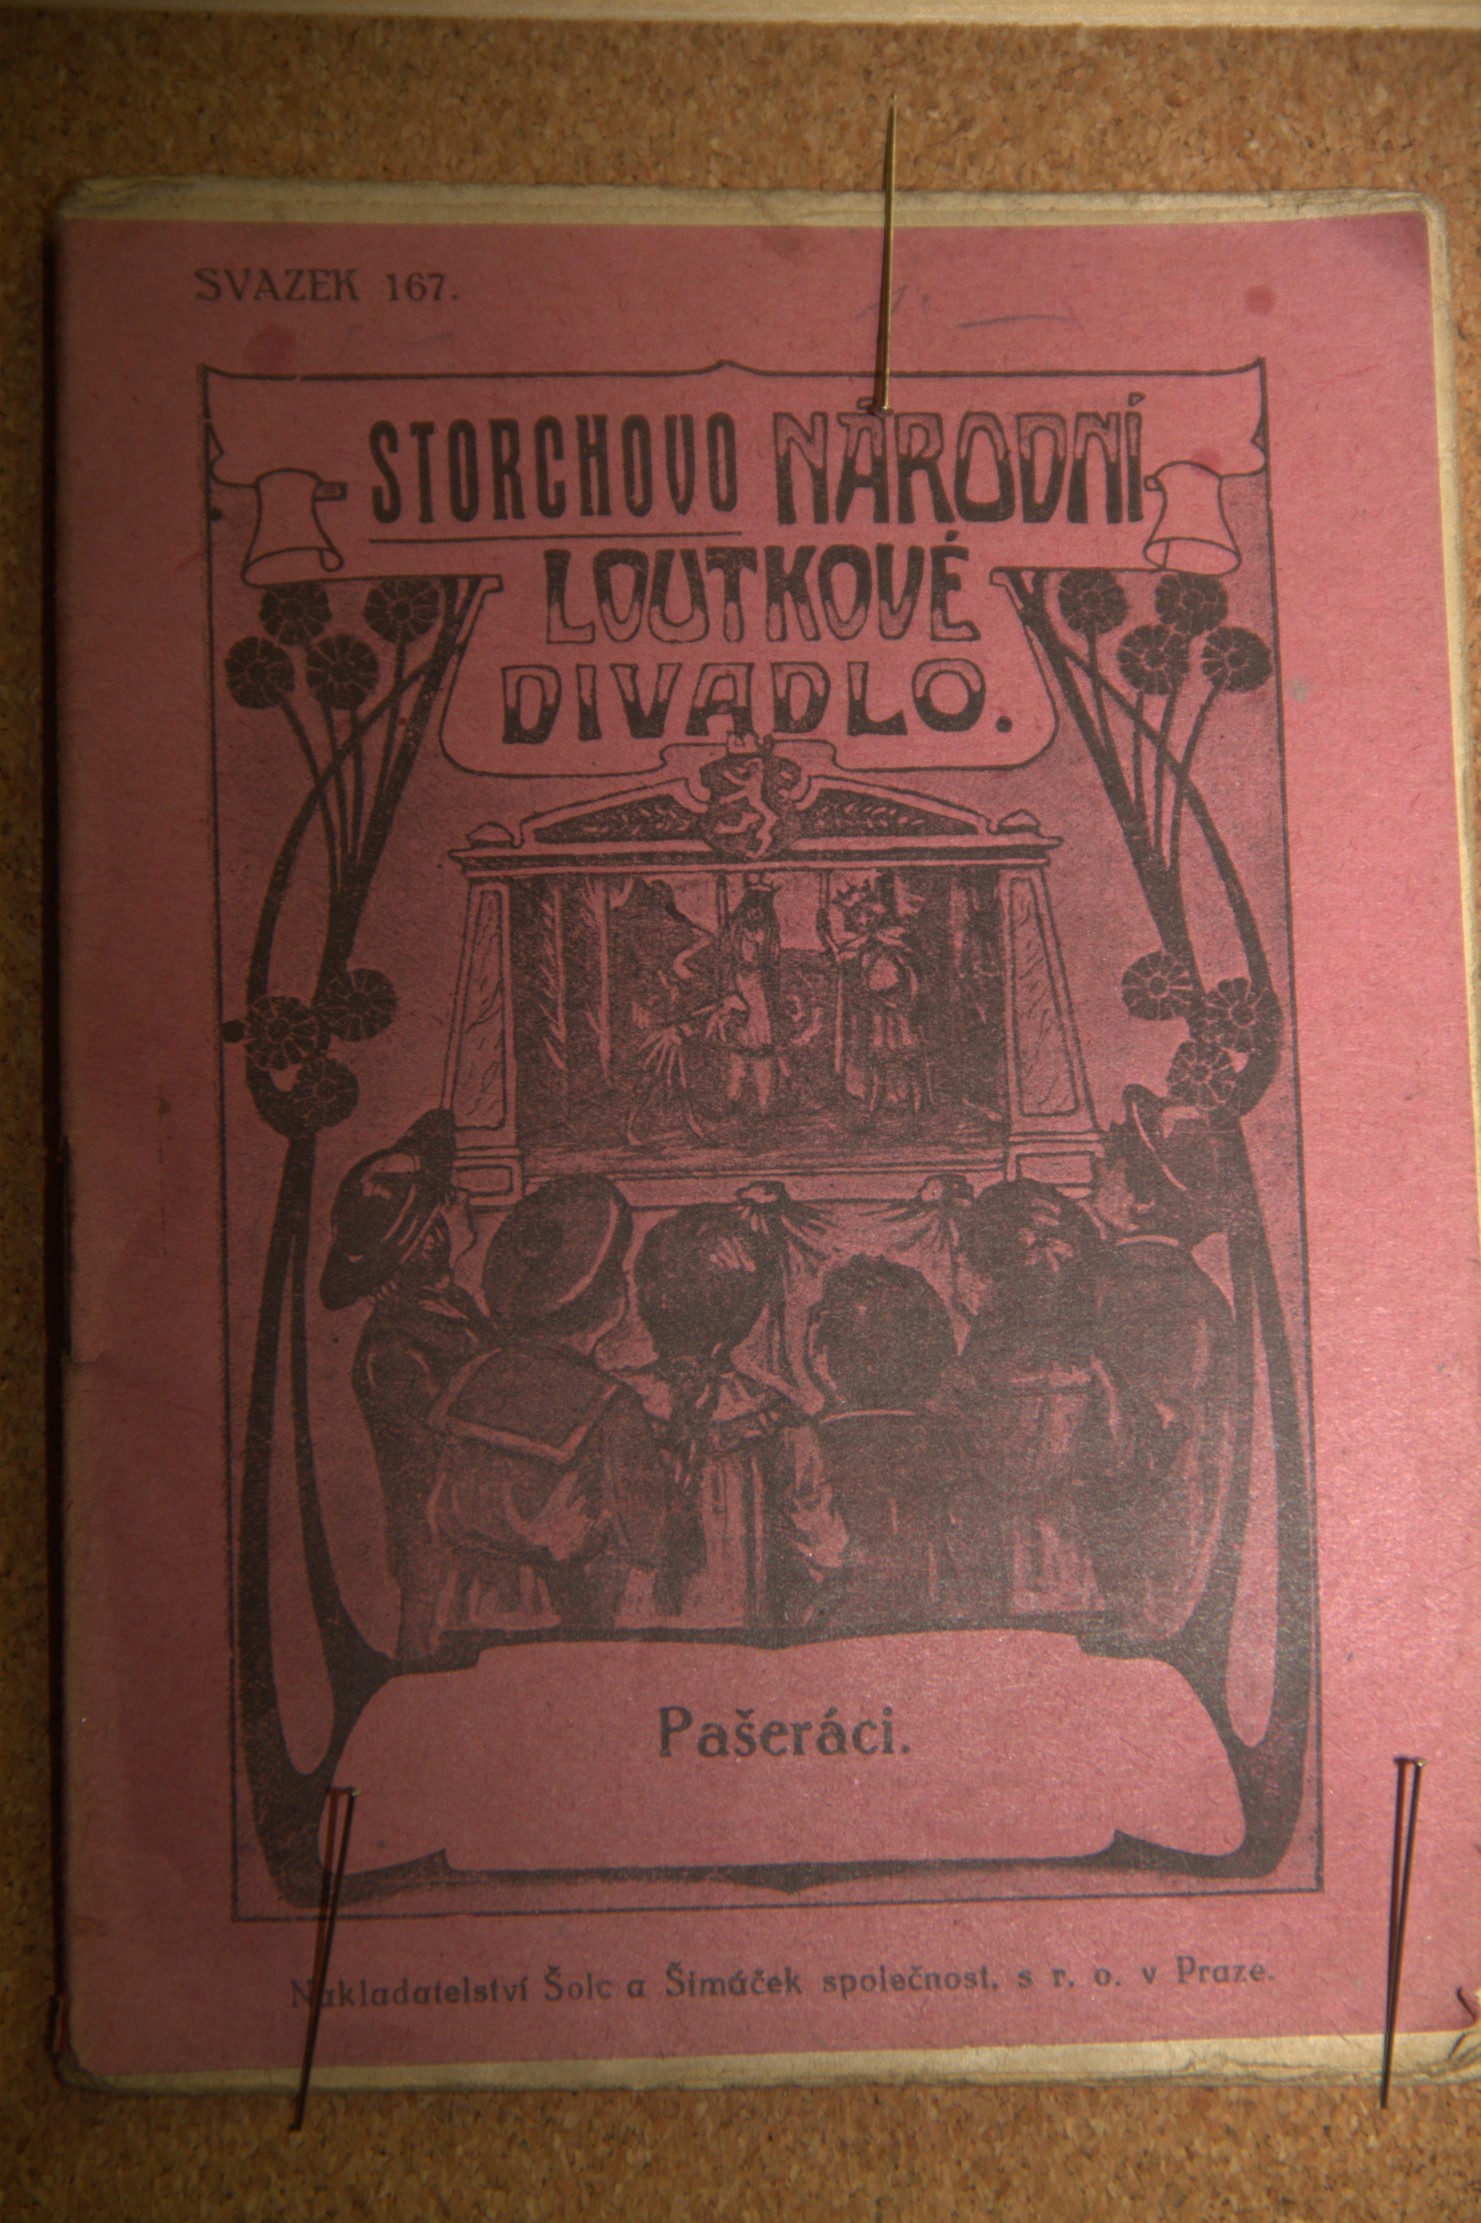 SVAZEK 167.
STORCHOVO NÁRODNÍ
LOUTKOVÉ
DIVADLO.
Pašeráci.
Nakladatelství Šolc a Šimáček společnost. s r. o. v Praze.